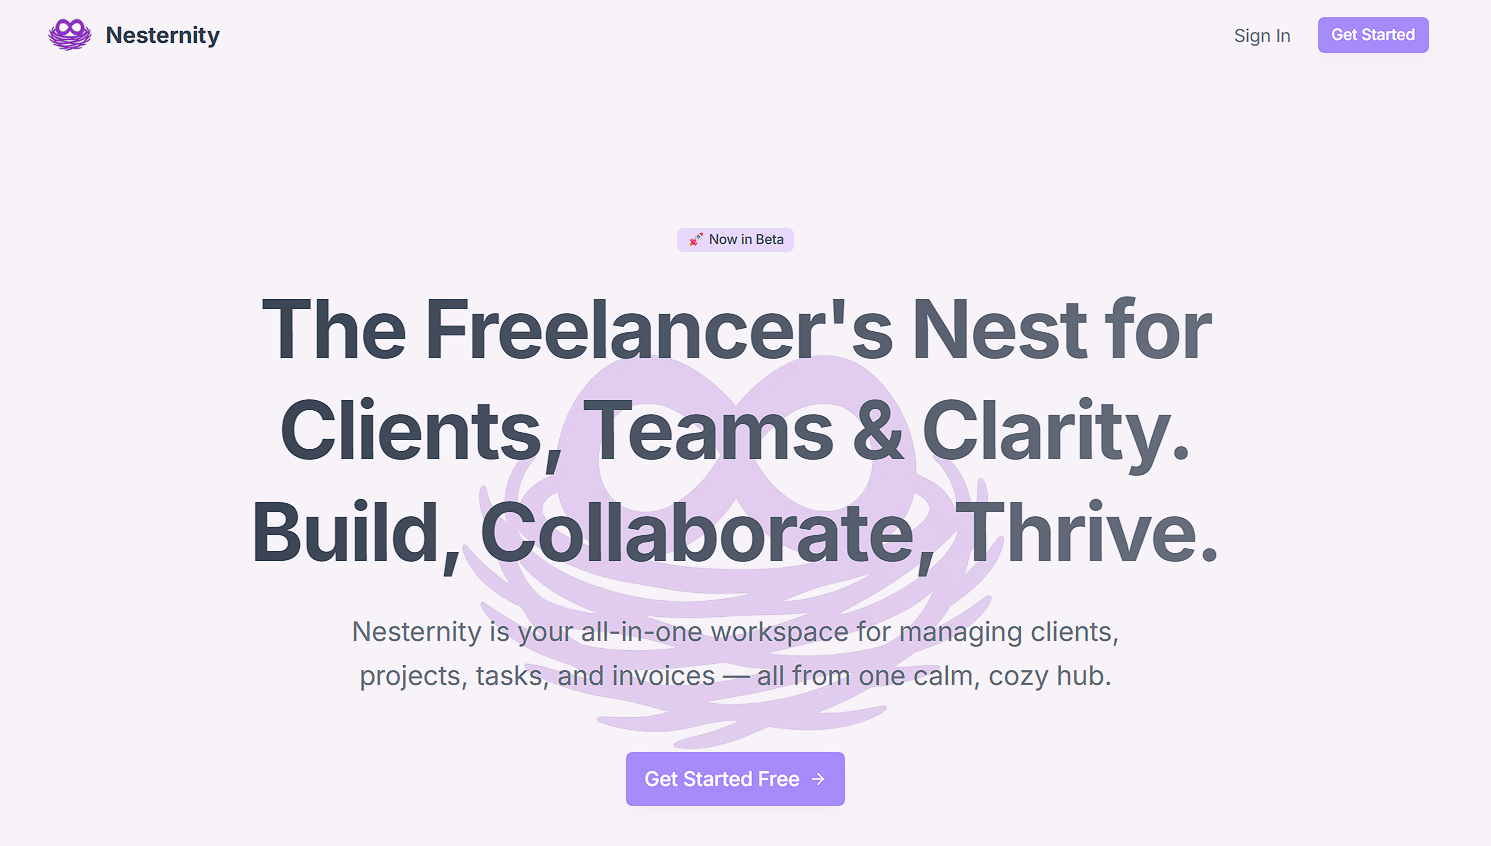 Nesternity
Sign In
Get Started
🚀 Now in Beta
The Freelancer's Nest for
Clients, Teams & Clarity.
Build, Collaborate, Thrive.
Nesternity is your all-in-one workspace for managing clients,
projects, tasks, and invoices — all from one calm, cozy hub.
Get Started Free →